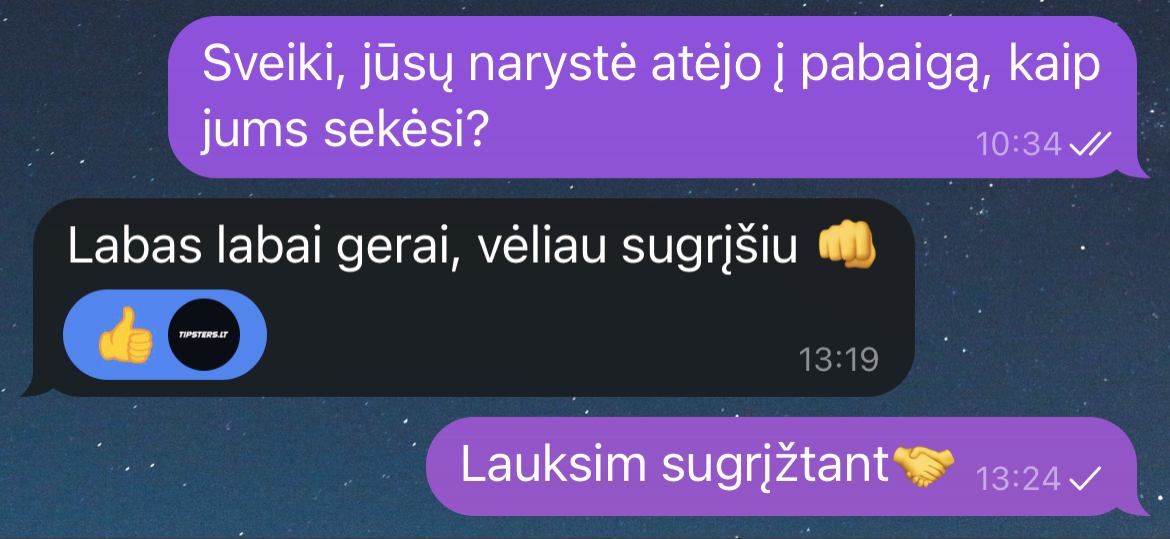 Sveiki, jūsų narystė atėjo į pabaigą, kaip
jums sekėsi?
10:34
Labas labai gerai, vėliau sugrįšiu 👊
👍 TIPSTERS.LT
13:19
Lauksim sugrįžtant🤝 13:24